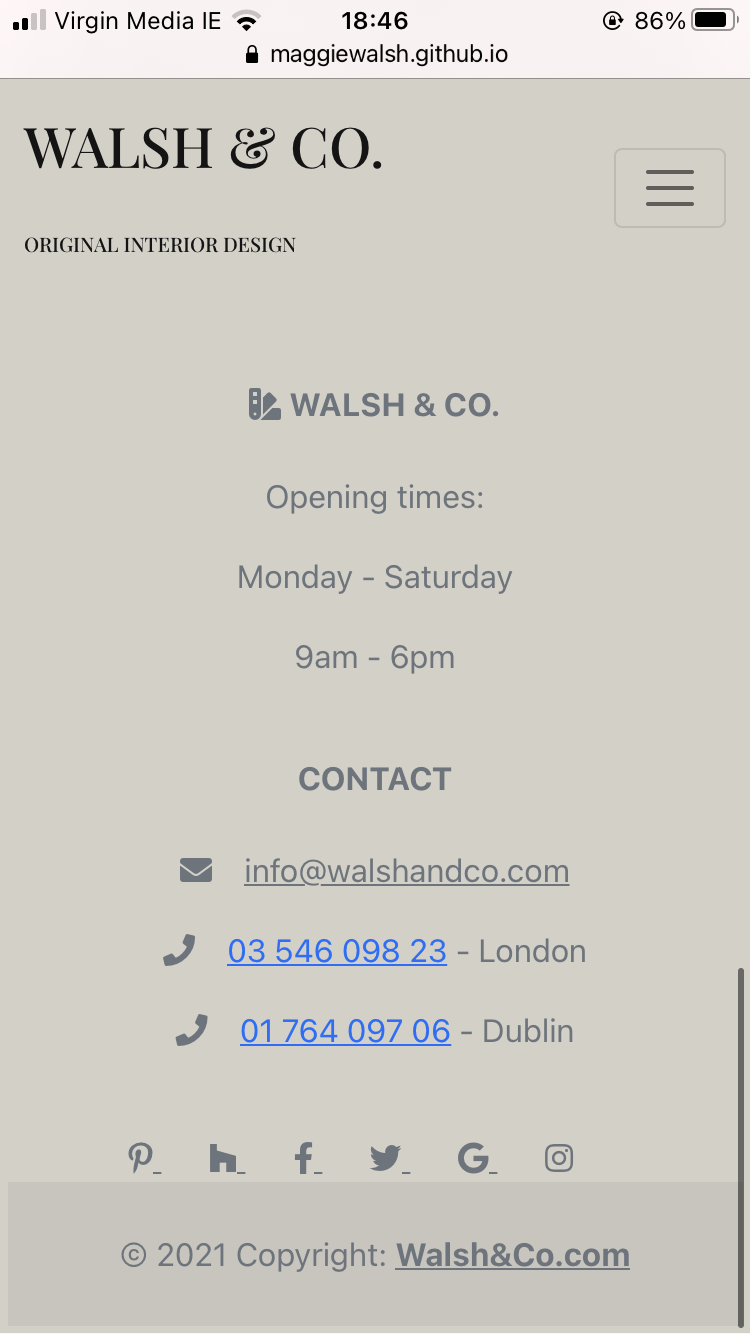 Virgin Media IE 18:46 86%
maggiewalsh.github.io
WALSH & CO.
ORIGINAL INTERIOR DESIGN
WALSH & CO.
Opening times:
Monday - Saturday
9am - 6pm
CONTACT
info@walshandco.com
03 546 098 23 - London
01 764 097 06 - Dublin
© 2021 Copyright: Walsh&Co.com